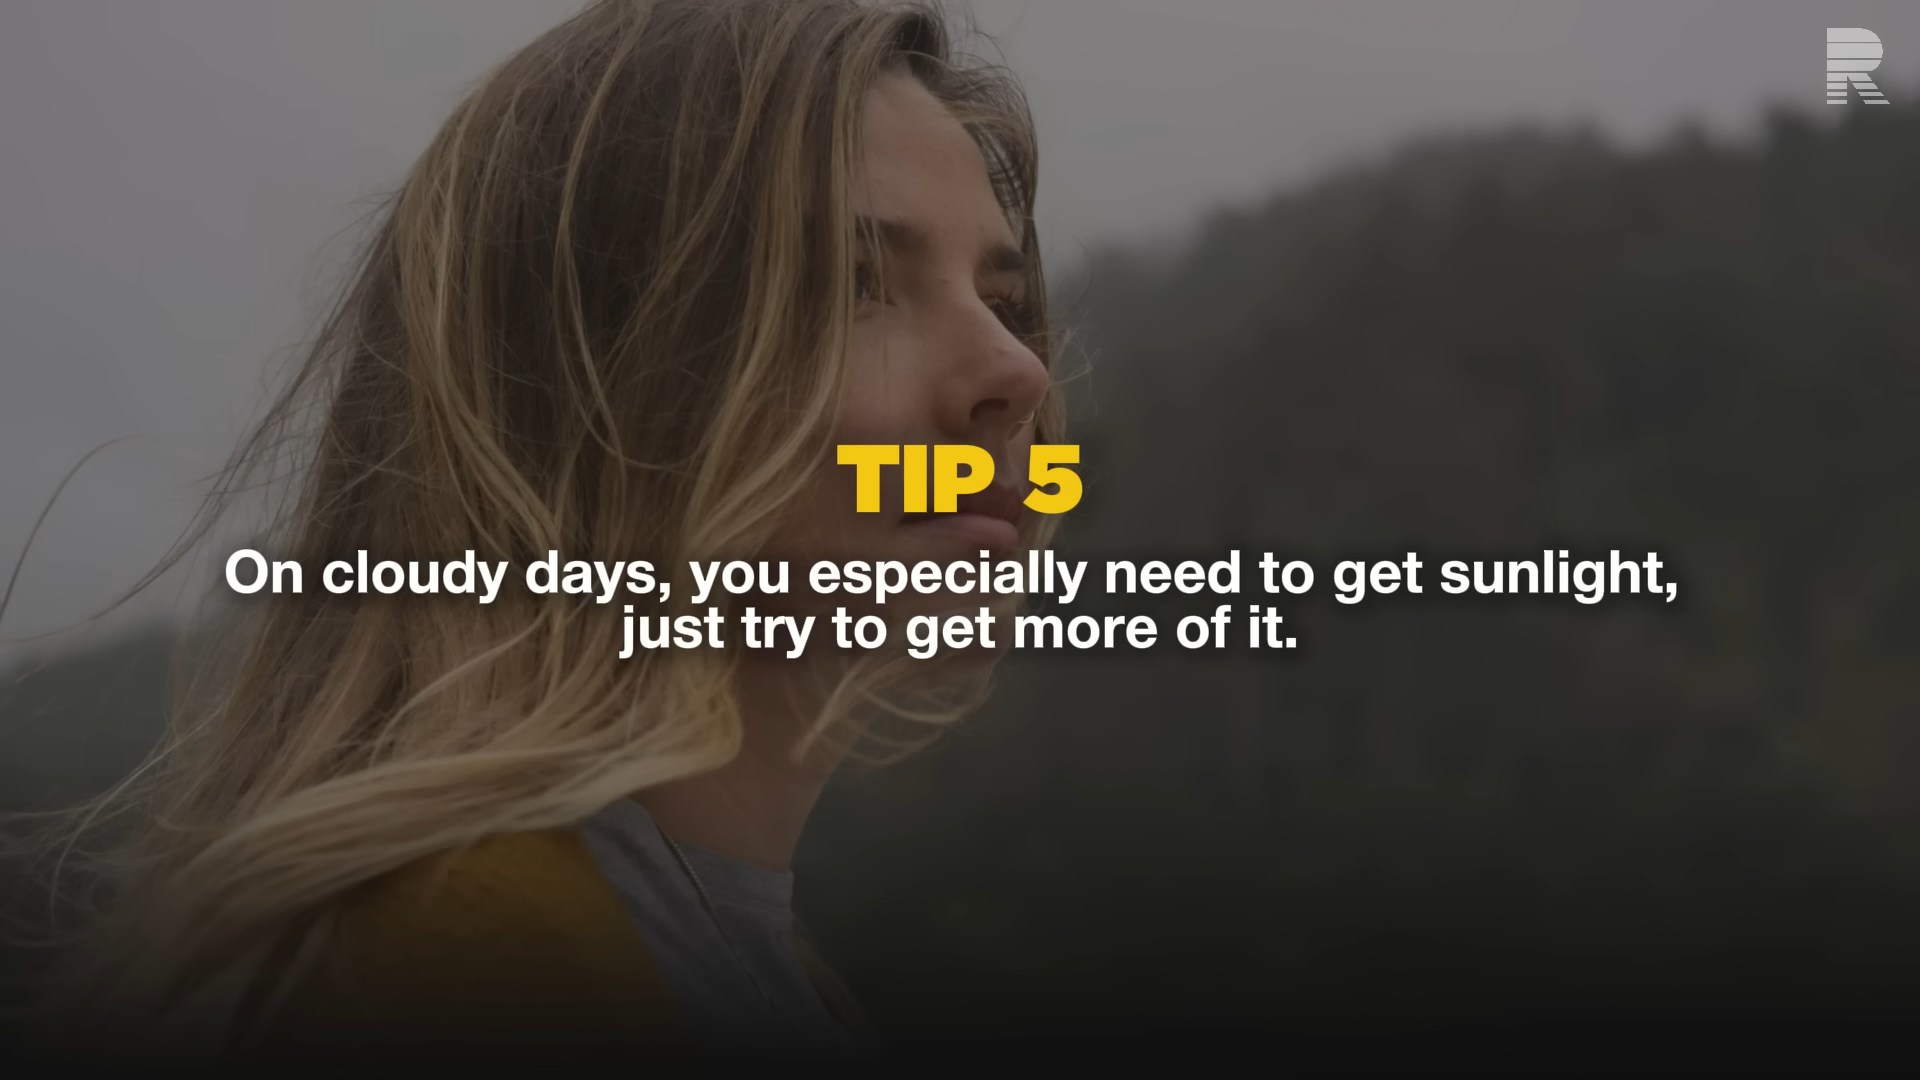 R
TIP 5
On cloudy days, you especially need to get sunlight,
just try to get more of it.